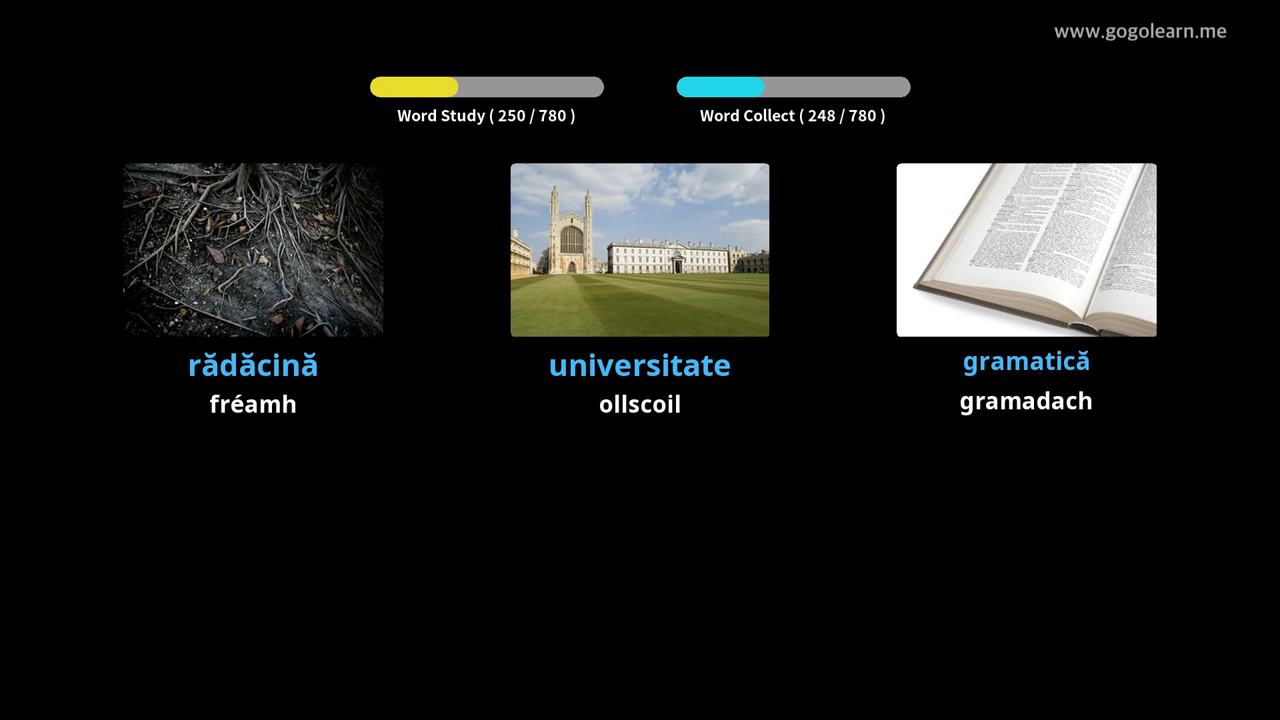 www.gogolearn.me
Word Study ( 250 / 780 )
Word Collect ( 248 / 780 )
rădăcină
fréamh
universitate
ollscoil
gramatică
gramadach